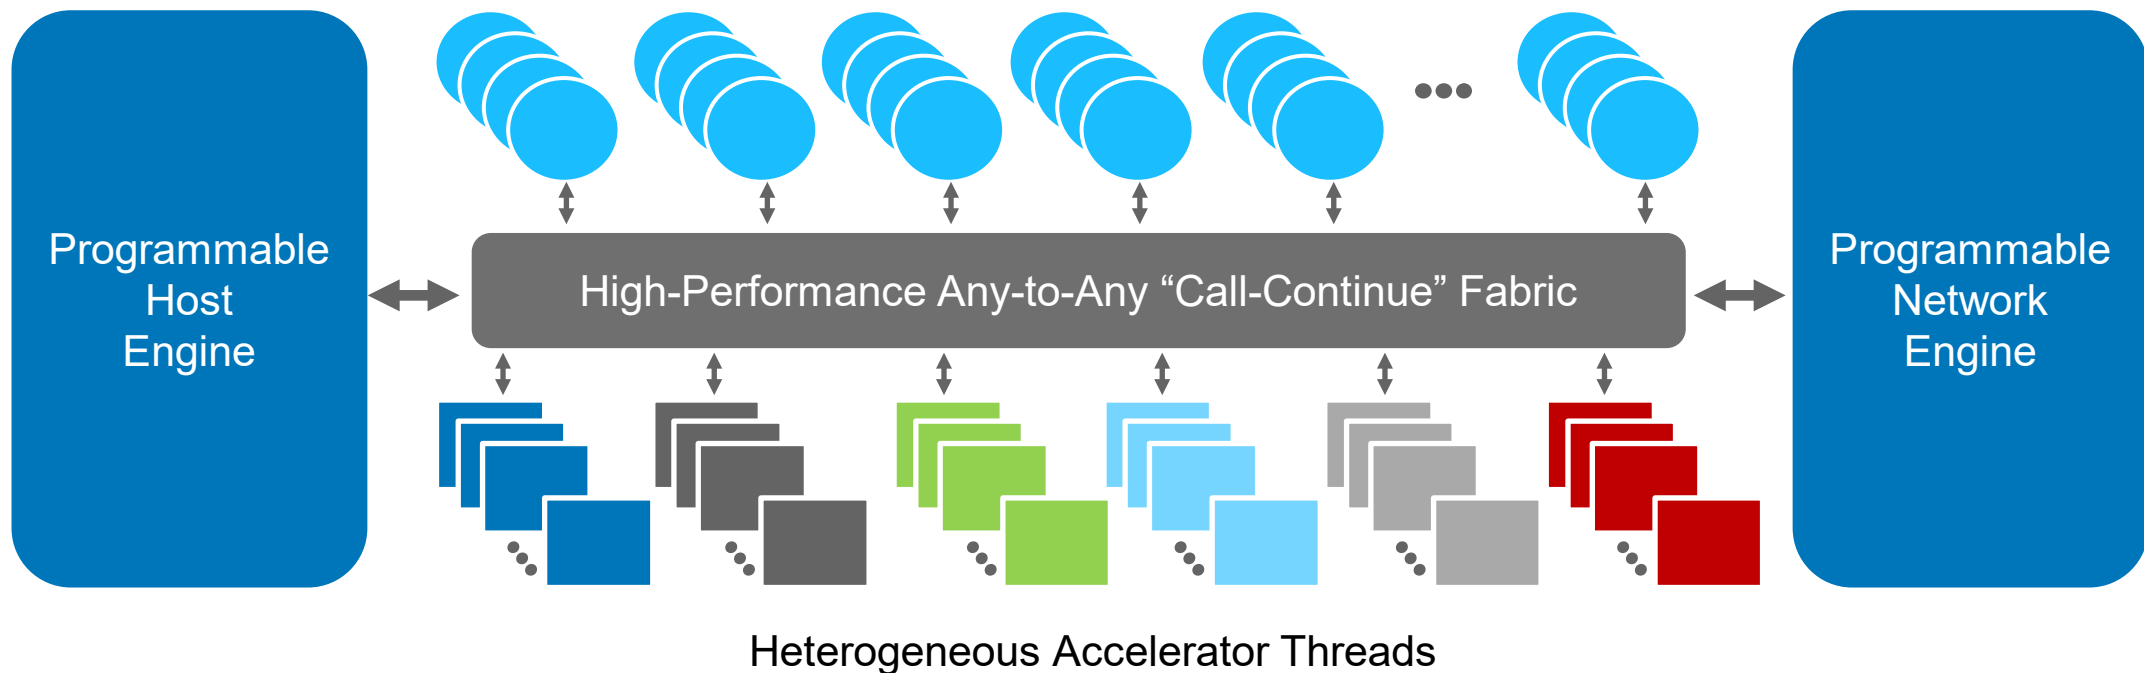 Programmable
Host
Engine
High-Performance Any-to-Any “Call-Continue” Fabric
Programmable
Network
Engine
Heterogeneous Accelerator Threads